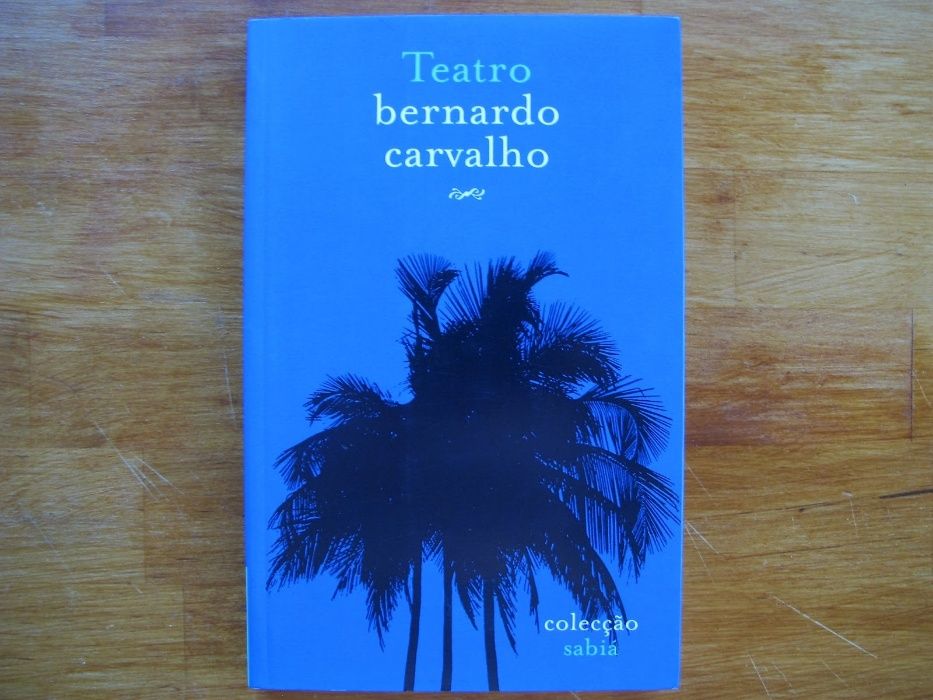 Teatro
bernardo
carvalho
colecção
sabiá